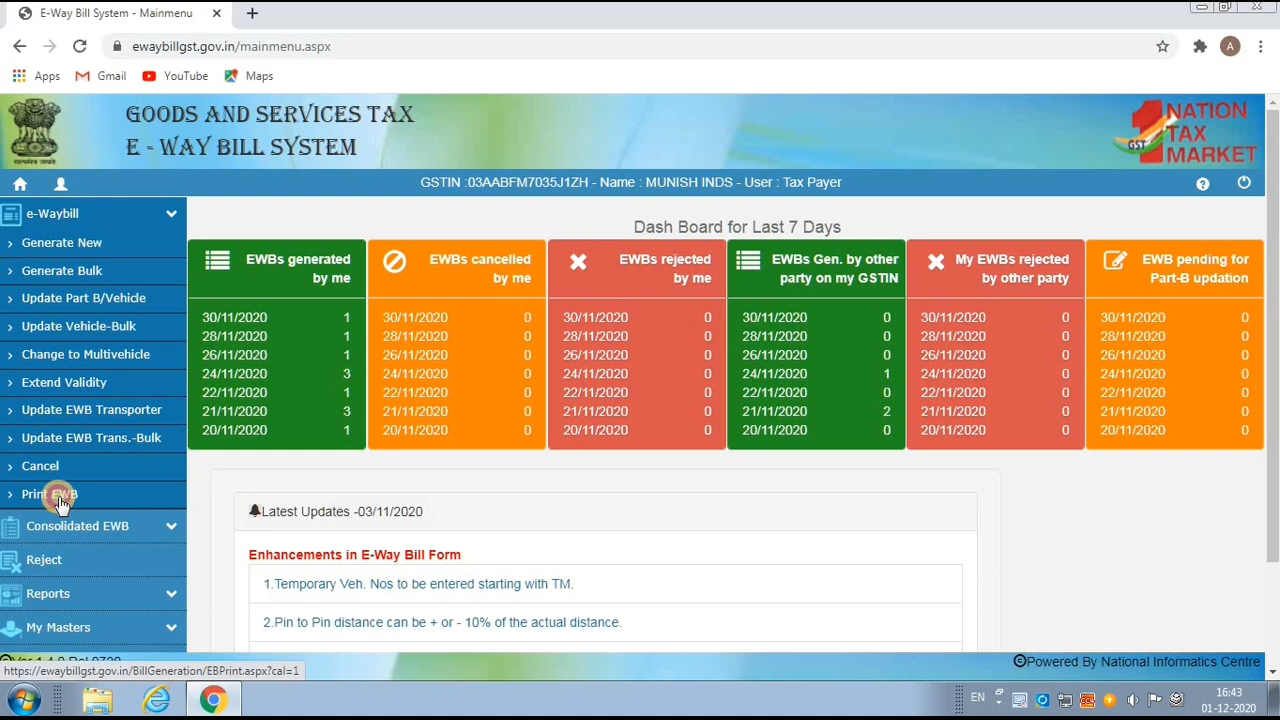 E-Way Bill System - Mainmenu
ewaybillgst.gov.in/mainmenu.aspx
A
Apps Gmail YouTube Maps
सत्यमेव जयते
GOODS AND SERVICES TAX
E - WAY BILL SYSTEM
GST
1 NATION
TAX
MARKET
GSTIN :03AABFM7035J1ZH - Name : MUNISH INDS - User : Tax Payer
e-Waybill
Generate New
Generate Bulk
Update Part B/Vehicle
Update Vehicle-Bulk
Change to Multivehicle
Extend Validity
Update EWB Transporter
Update EWB Trans.-Bulk
Cancel
Print EWB
Consolidated EWB
Reject
Reports
My Masters
Dash Board for Last 7 Days
EWBs generated
by me
30/11/2020 1
28/11/2020 1
26/11/2020 1
24/11/2020 3
22/11/2020 1
21/11/2020 3
20/11/2020 1
EWBs cancelled
by me
30/11/2020 0
28/11/2020 0
26/11/2020 0
24/11/2020 0
22/11/2020 0
21/11/2020 0
20/11/2020 0
EWBs rejected
by me
30/11/2020 0
28/11/2020 0
26/11/2020 0
24/11/2020 0
22/11/2020 0
21/11/2020 0
20/11/2020 0
EWBs Gen. by other
party on my GSTIN
30/11/2020 0
28/11/2020 0
26/11/2020 0
24/11/2020 1
22/11/2020 0
21/11/2020 2
20/11/2020 0
My EWBs rejected
by other party
30/11/2020 0
28/11/2020 0
26/11/2020 0
24/11/2020 0
22/11/2020 0
21/11/2020 0
20/11/2020 0
EWB pending for
Part-B updation
30/11/2020 0
28/11/2020 0
26/11/2020 0
24/11/2020 0
22/11/2020 0
21/11/2020 0
20/11/2020 0
Latest Updates -03/11/2020
Enhancements in E-Way Bill Form
1.Temporary Veh. Nos to be entered starting with TM.
2.Pin to Pin distance can be + or - 10% of the actual distance.
©Powered By National Informatics Centre
https://ewaybillgst.gov.in/BillGeneration/EBPrint.aspx?cal=1
EN
16:43
01-12-2020